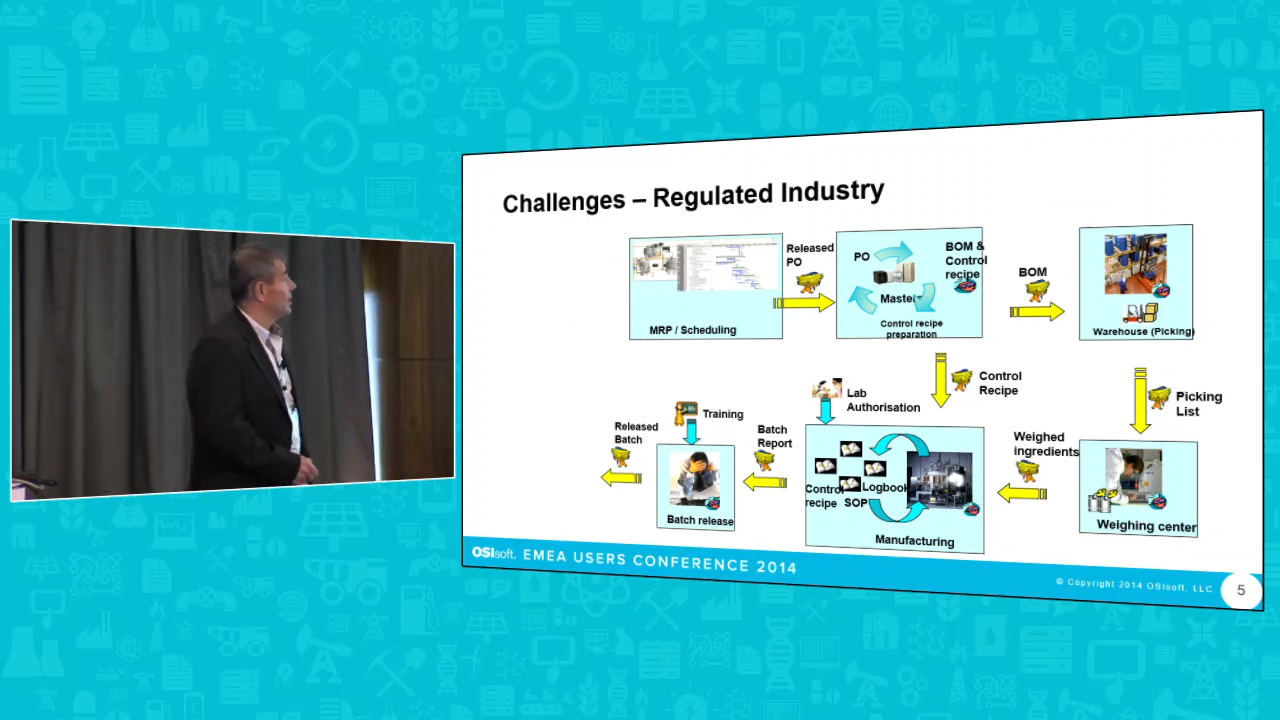 Challenges – Regulated Industry
Released
PO
PO
BOM &
Control
recipe
Master
Control recipe
preparation
MRP / Scheduling
BOM
Warehouse (Picking)
Control
Recipe
Picking
List
Lab
Authorisation
Training
Released
Batch
Batch
Report
Weighed
ingredients
Control
recipe
SOP
Logbook
Manufacturing
Batch release
Weighing center
OSIsoft. EMEA USERS CONFERENCE 2014
© Copyright 2014 OSIsoft, LLC
5